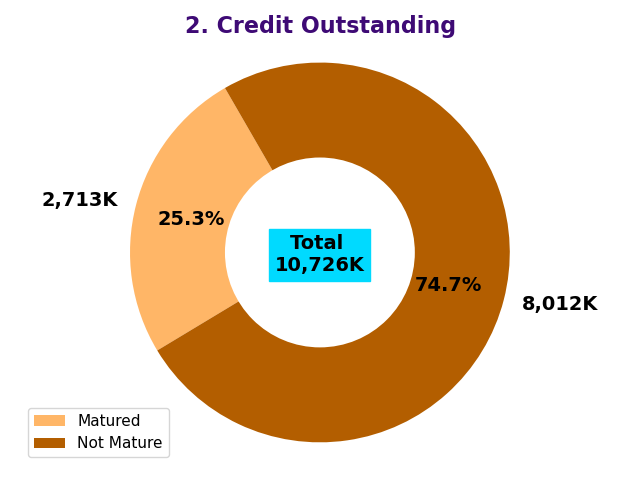 2. Credit Outstanding
2,713K
25.3%
Total
10,726K
74.7%
8,012K
Matured
Not Mature